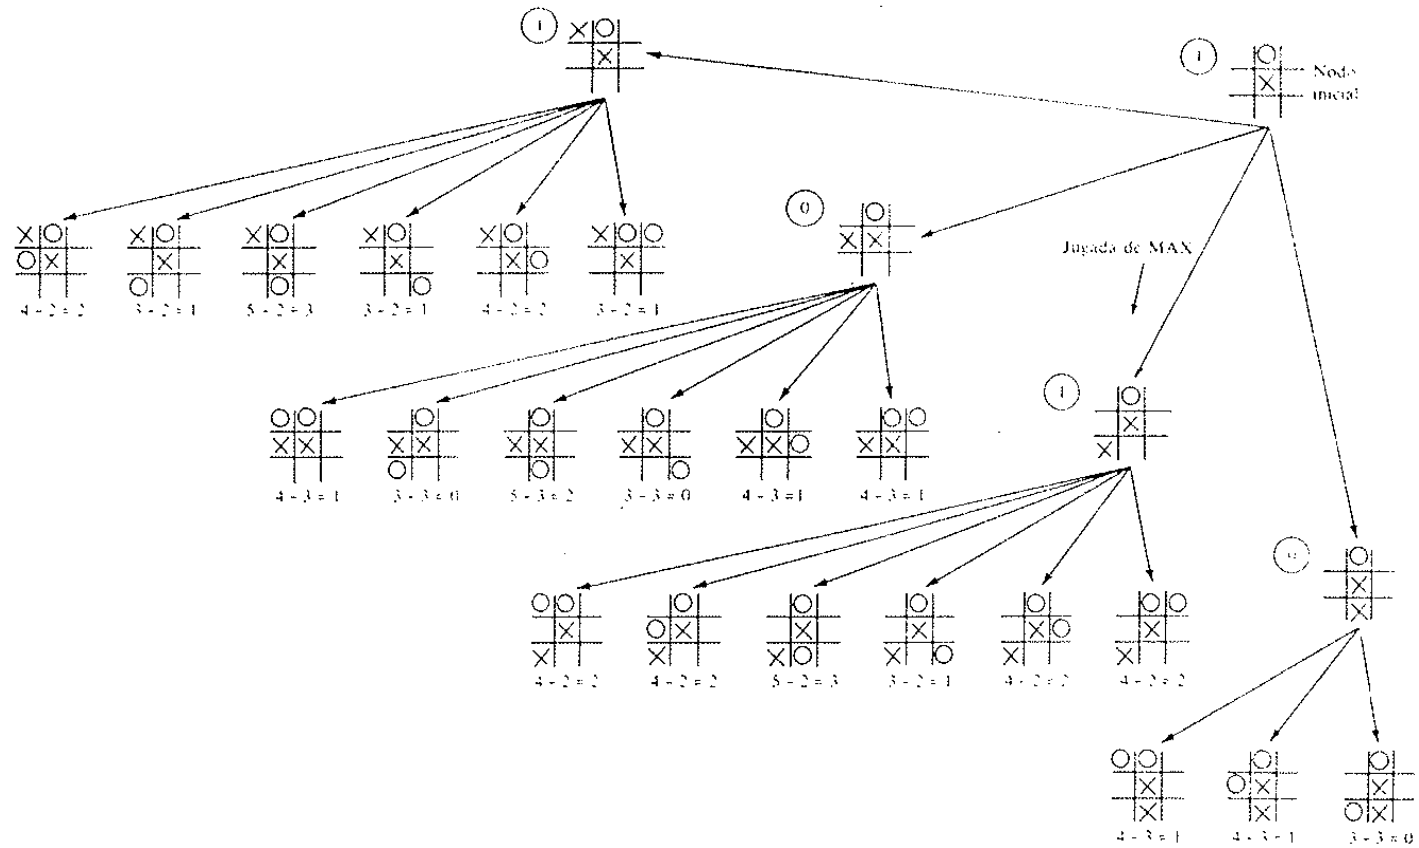 1
1
Nodo
inicial
0
Jugada de MAX
4 - 2 = 2
3 - 2 = 1
5 - 2 = 3
3 - 2 = 1
4 - 2 = 2
3 - 2 = 1
1
4 - 3 = 1
3 - 3 = 0
5 - 3 = 2
3 - 3 = 0
4 - 3 = 1
4 - 3 = 1
0
4 - 2 = 2
4 - 2 = 2
5 - 2 = 3
3 - 2 = 1
4 - 2 = 2
4 - 2 = 2
4 - 3 = 1
4 - 3 = 1
3 - 3 = 0